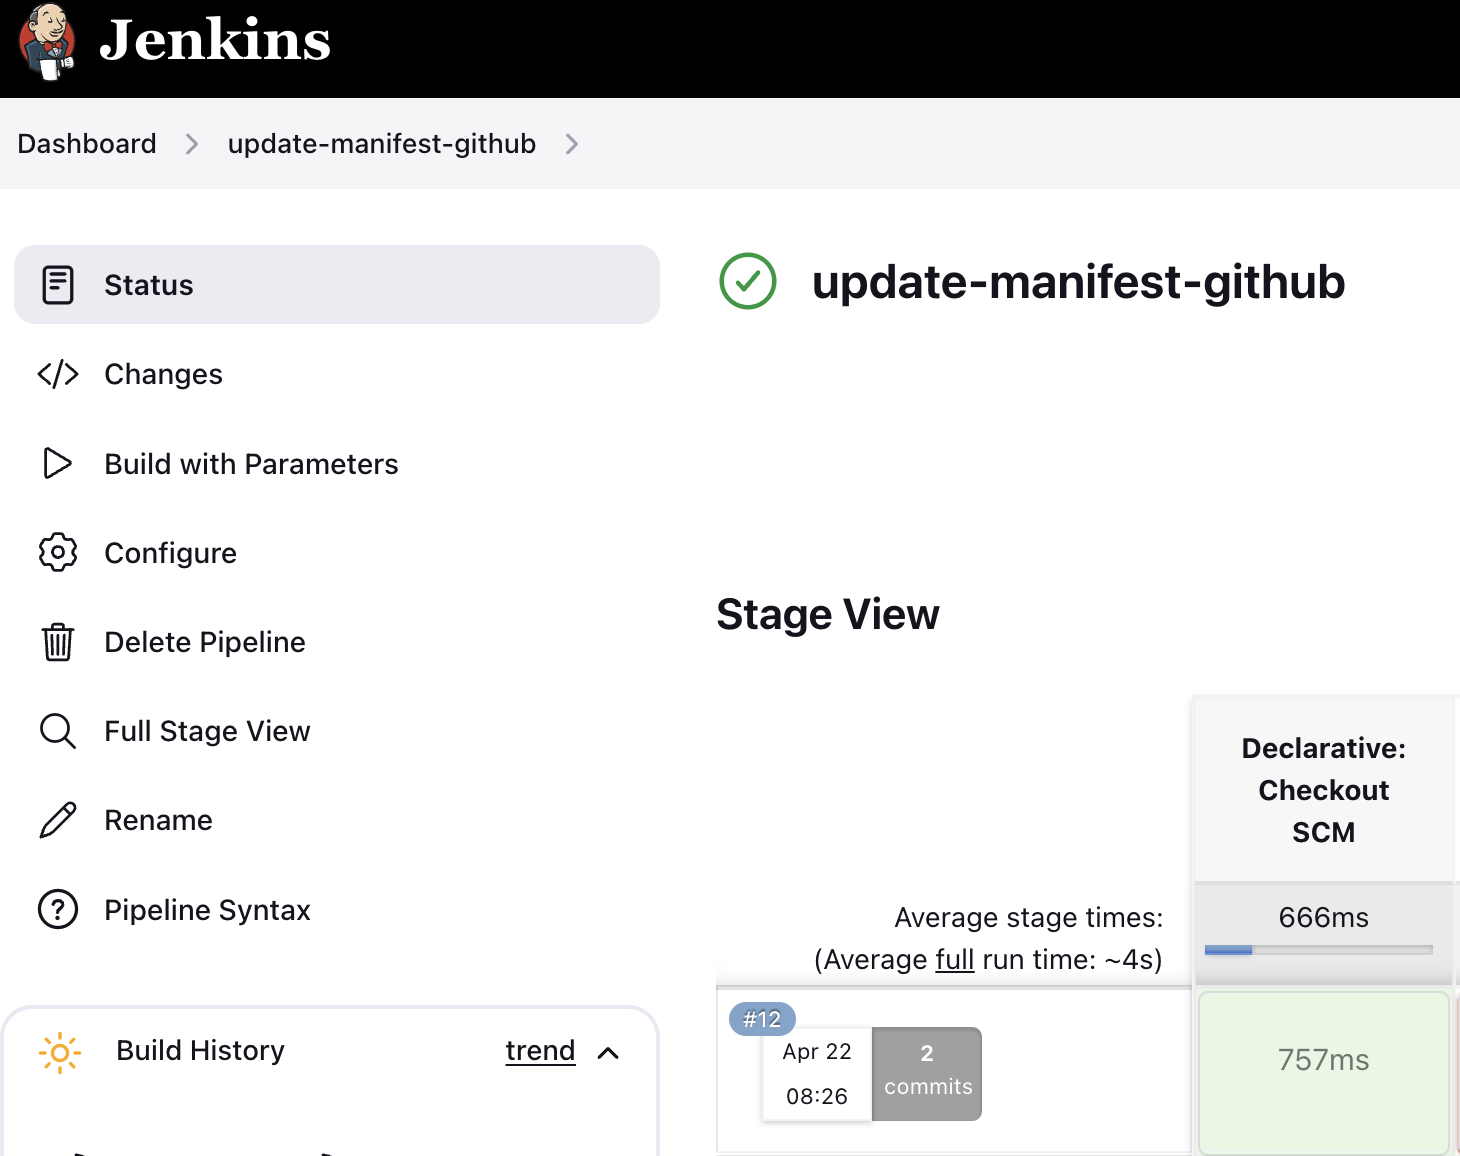 Jenkins
Dashboard
update-manifest-github
Status
Changes
Build with Parameters
Configure
Delete Pipeline
Full Stage View
Rename
Pipeline Syntax
Build History
trend
update-manifest-github
Stage View
Declarative:
Checkout
SCM
Average stage times:
(Average full run time: ~4s)
666ms
#12
Apr 22
08:26
2
commits
757ms